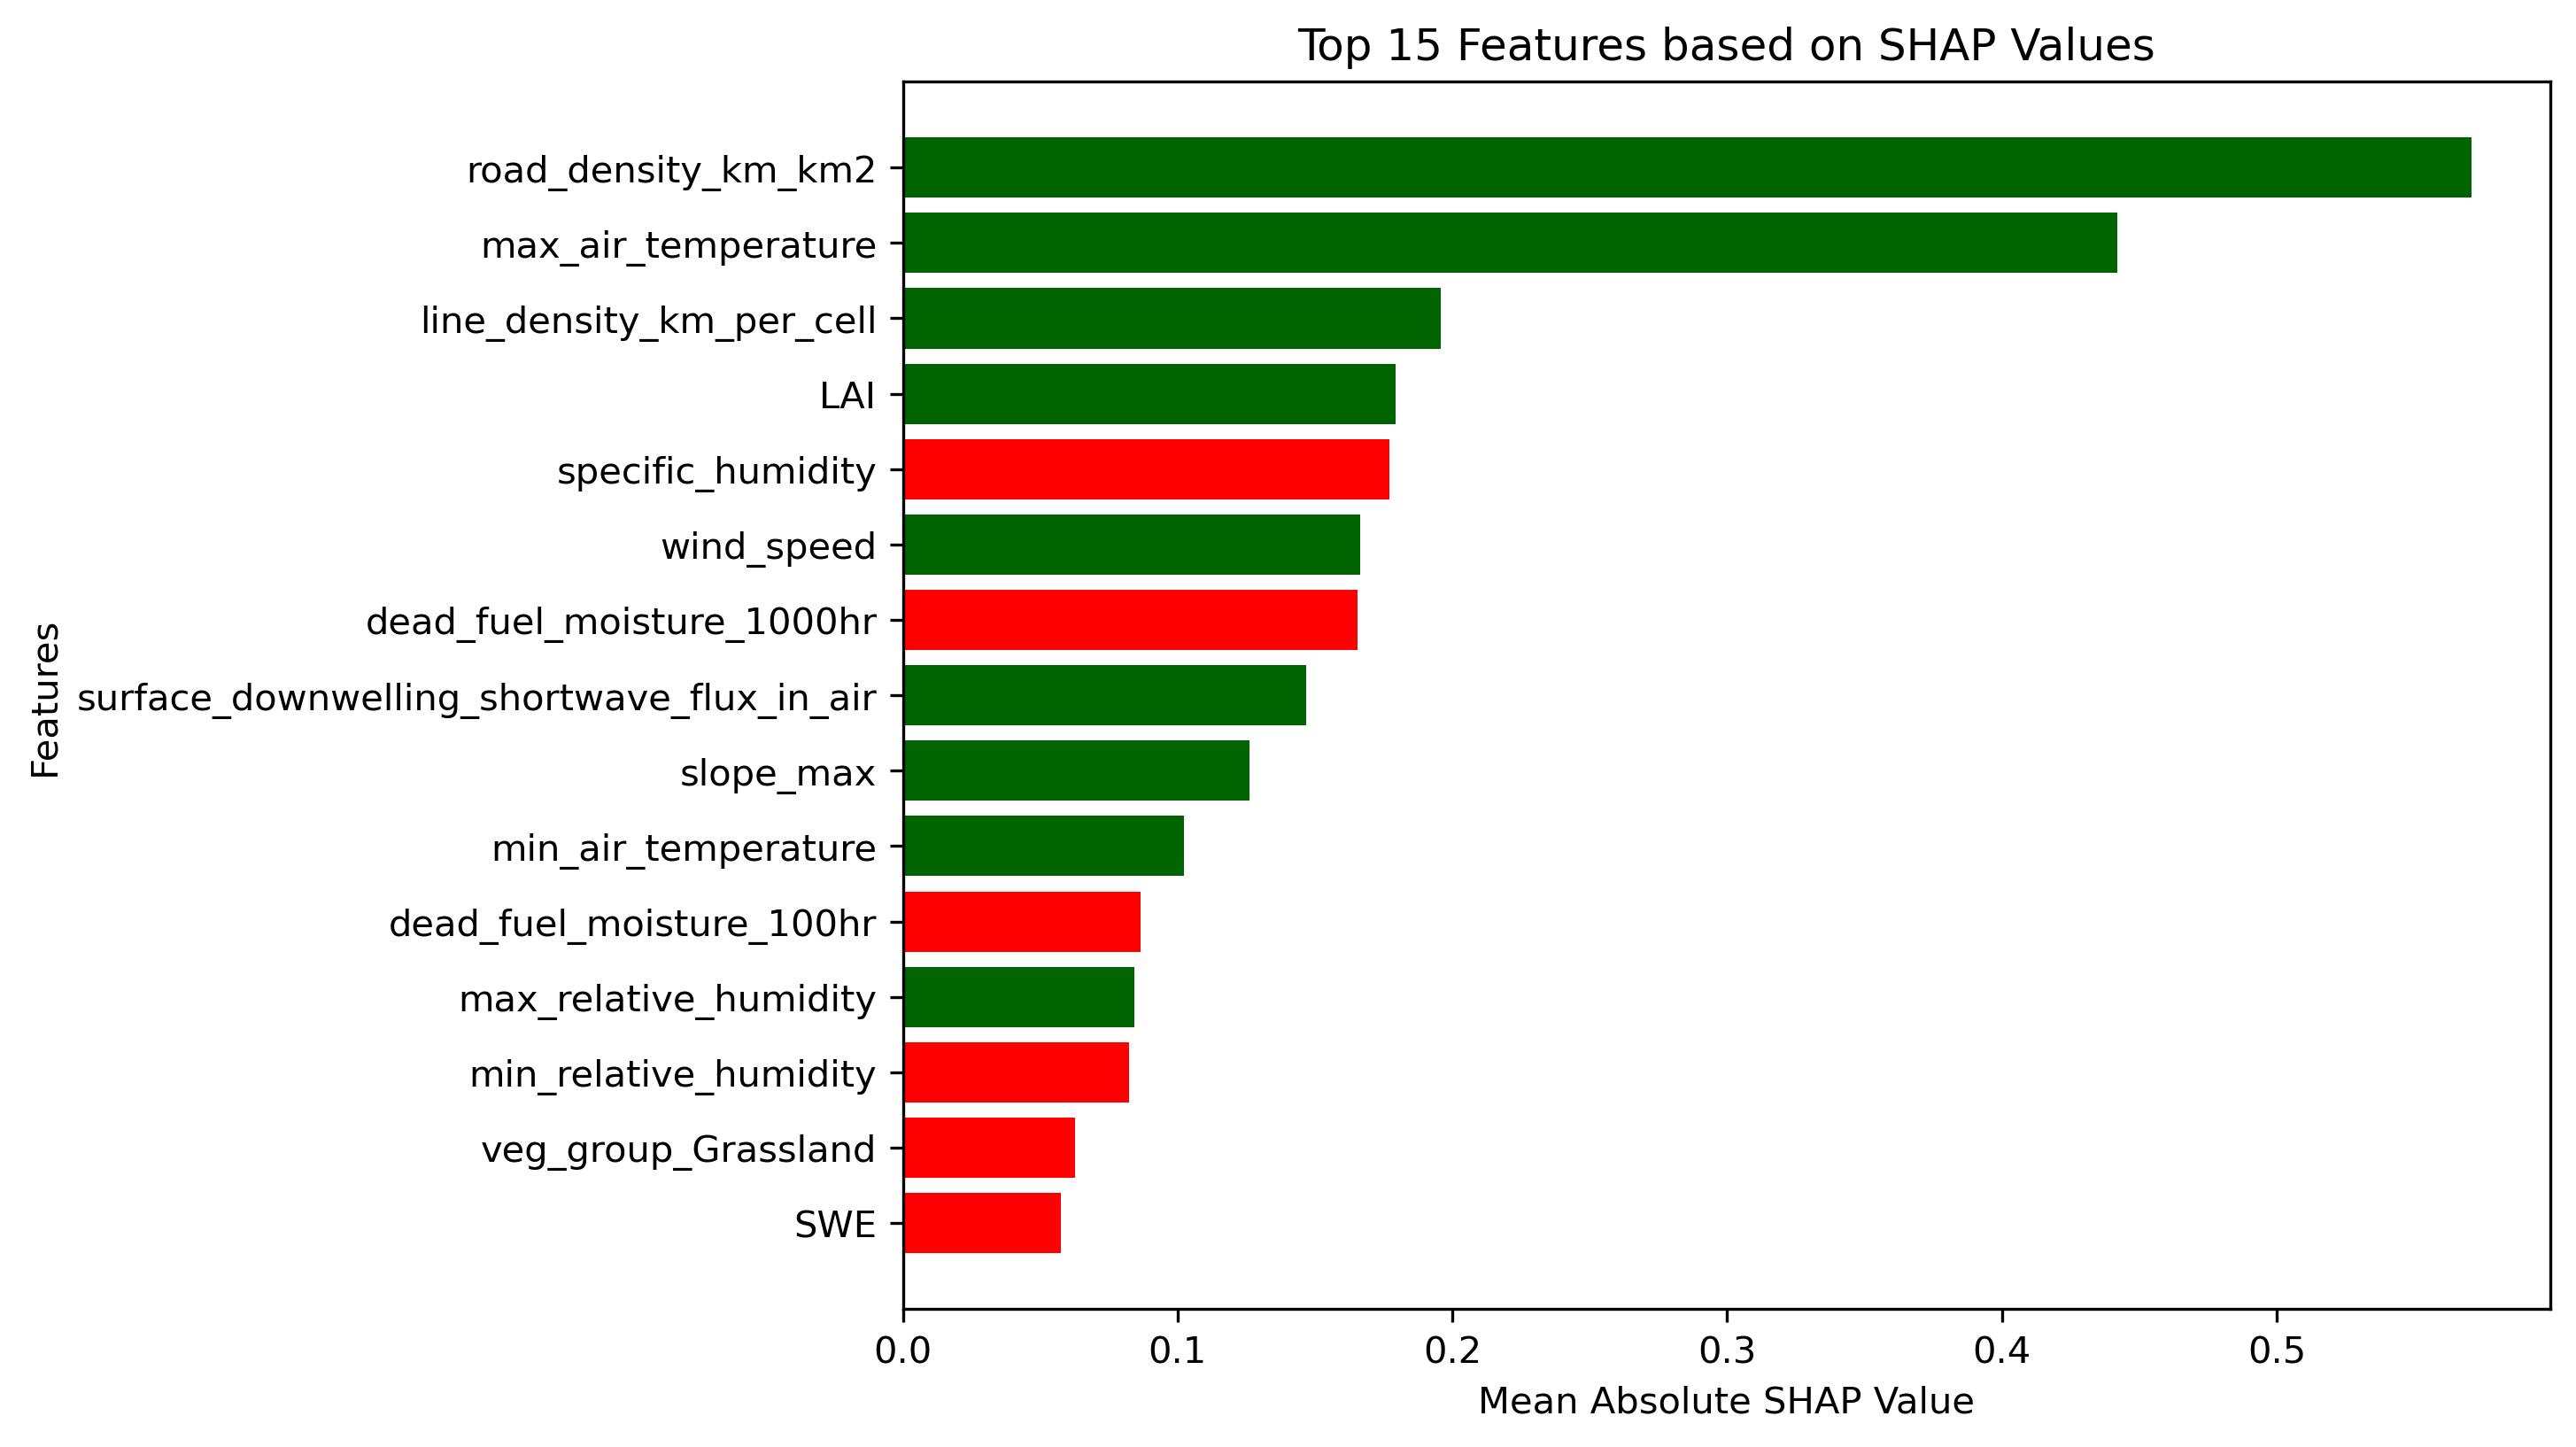 Top 15 Features based on SHAP Values
Features
road_density_km_km2
max_air_temperature
line_density_km_per_cell
LAI
specific_humidity
wind_speed
dead_fuel_moisture_1000hr
surface_downwelling_shortwave_flux_in_air
slope_max
min_air_temperature
dead_fuel_moisture_100hr
max_relative_humidity
min_relative_humidity
veg_group_Grassland
SWE
0.0 0.1 0.2 0.3 0.4 0.5
Mean Absolute SHAP Value